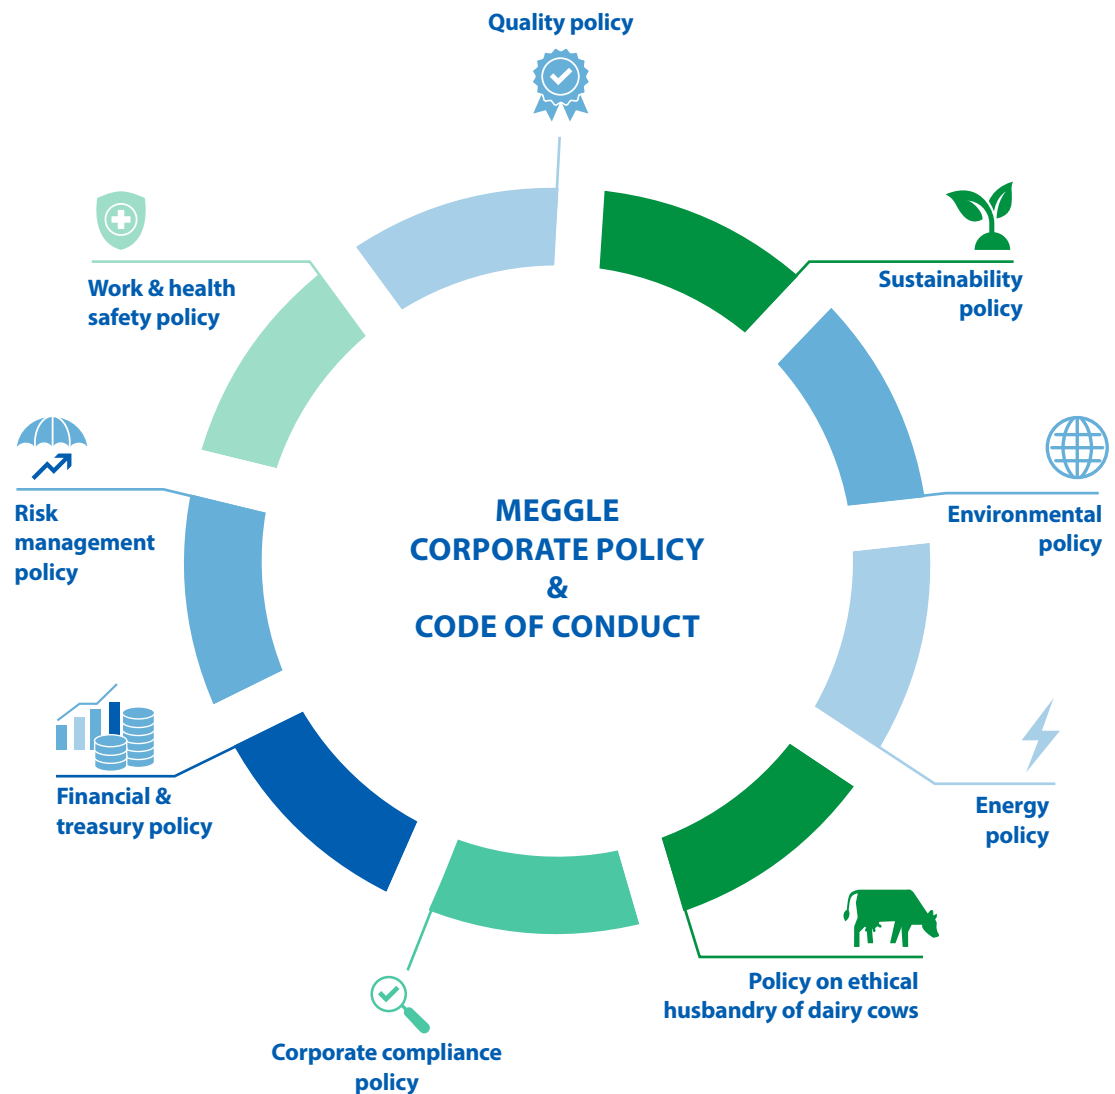 Quality policy
Work & health
safety policy
Sustainability
policy
Risk
management
policy
MEGGLE
CORPORATE POLICY
&
CODE OF CONDUCT
Environmental
policy
Financial &
treasury policy
Energy
policy
Policy on ethical
husbandry of dairy cows
Corporate compliance
policy